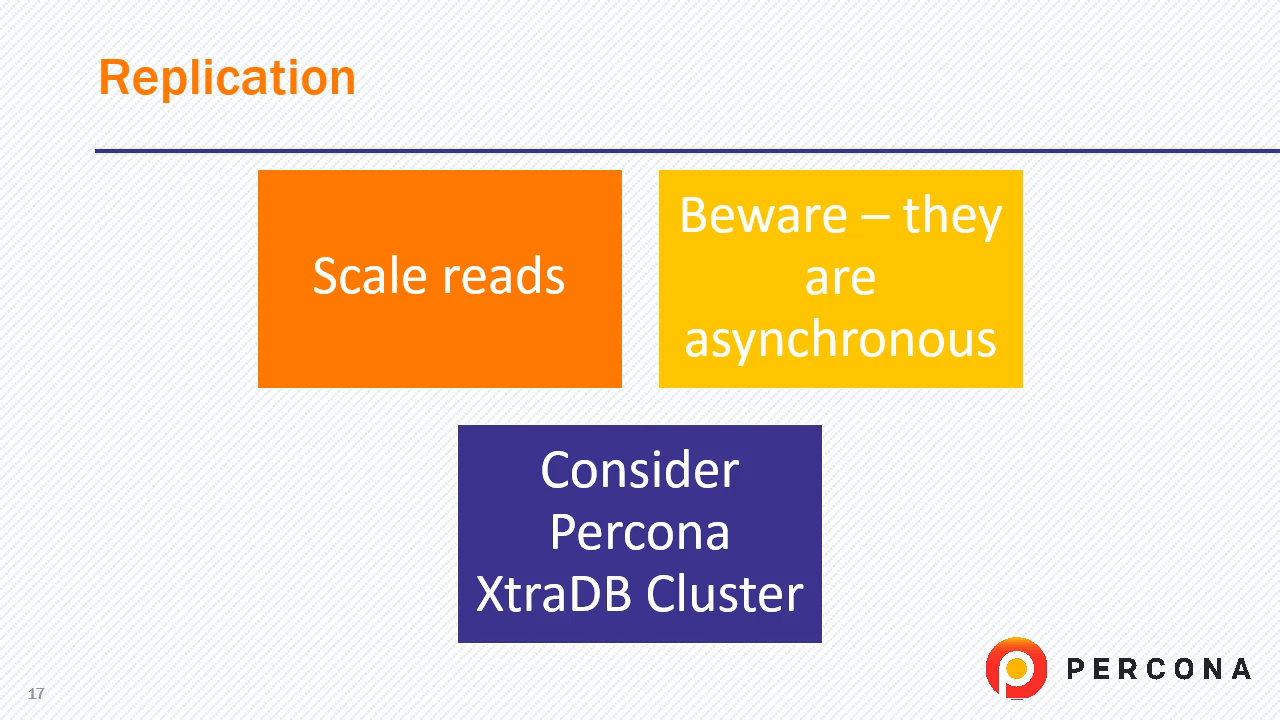 Replication
Scale reads
Beware – they
are
asynchronous
Consider
Percona
XtraDB Cluster
PERCONA
17